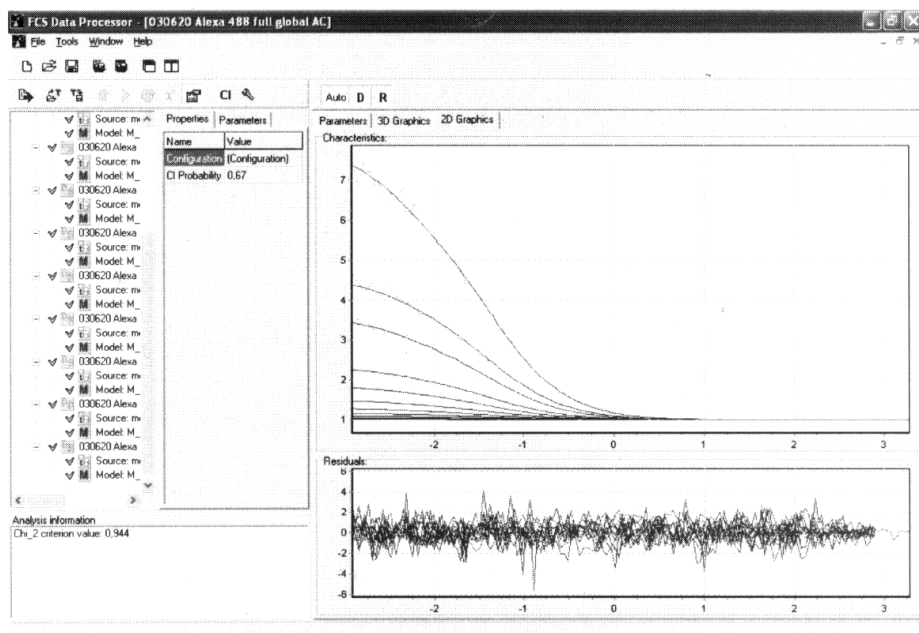 FCS Data Processor - [030620 Alexa 488 full global AC]
File Tools Window Help
CI
Auto D R
Source: m
Model: M_
030620 Alexa
Source: m
Model: M_
030620 Alexa
Source: m
Model: M_
030620 Alexa
Source: m
Model: M_
030620 Alexa
Source: m
Model: M_
030620 Alexa
Source: m
Model: M_
030620 Alexa
Source: m
Model: M_
030620 Alexa
Source: m
Model: M_
030620 Alexa
Source: m
Model: M_
Properties Parameters
Name Value
Configuration (Configuration)
CI Probability 0,67
Analysis information
Chi_2 criterion value: 0,944
Parameters 3D Graphics 2D Graphics
Characteristics:
7
6
5
4
3
2
1
-2 -1 0 1 2 3
Residuals:
6
4
2
0
-2
-4
-6
-2 -1 0 1 2 3